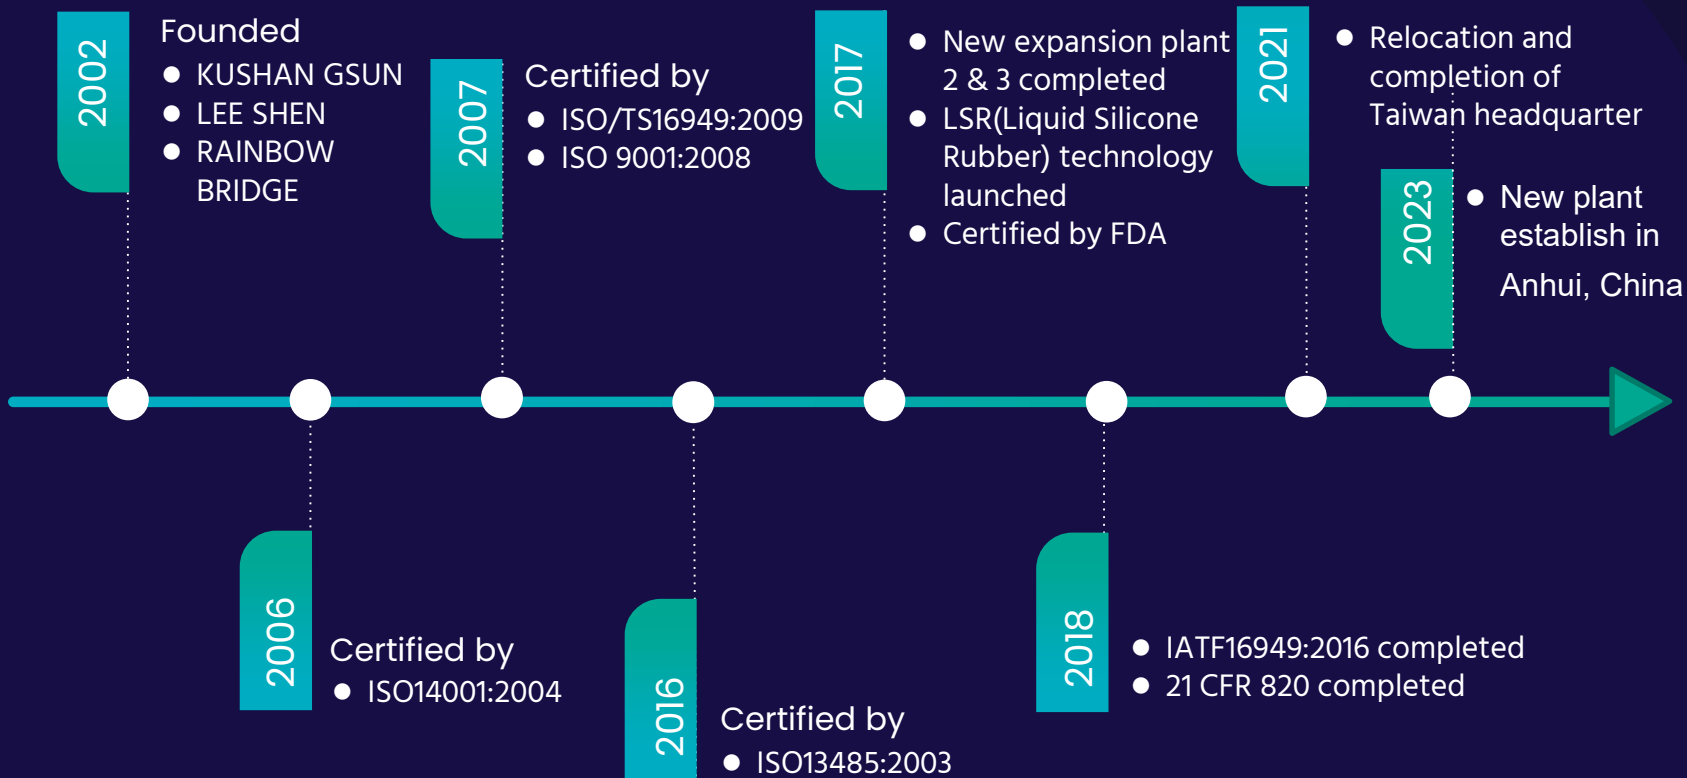 2002
Founded
● KUSHAN GSUN
● LEE SHEN
● RAINBOW
BRIDGE
2006
Certified by
● ISO14001:2004
2007
Certified by
● ISO/TS16949:2009
● ISO 9001:2008
2016
Certified by
● ISO13485:2003
2017
● New expansion plant
2 & 3 completed
● LSR(Liquid Silicone
Rubber) technology
launched
● Certified by FDA
2018
● IATF16949:2016 completed
● 21 CFR 820 completed
2021
● Relocation and
completion of
Taiwan headquarter
2023
● New plant
establish in
Anhui, China